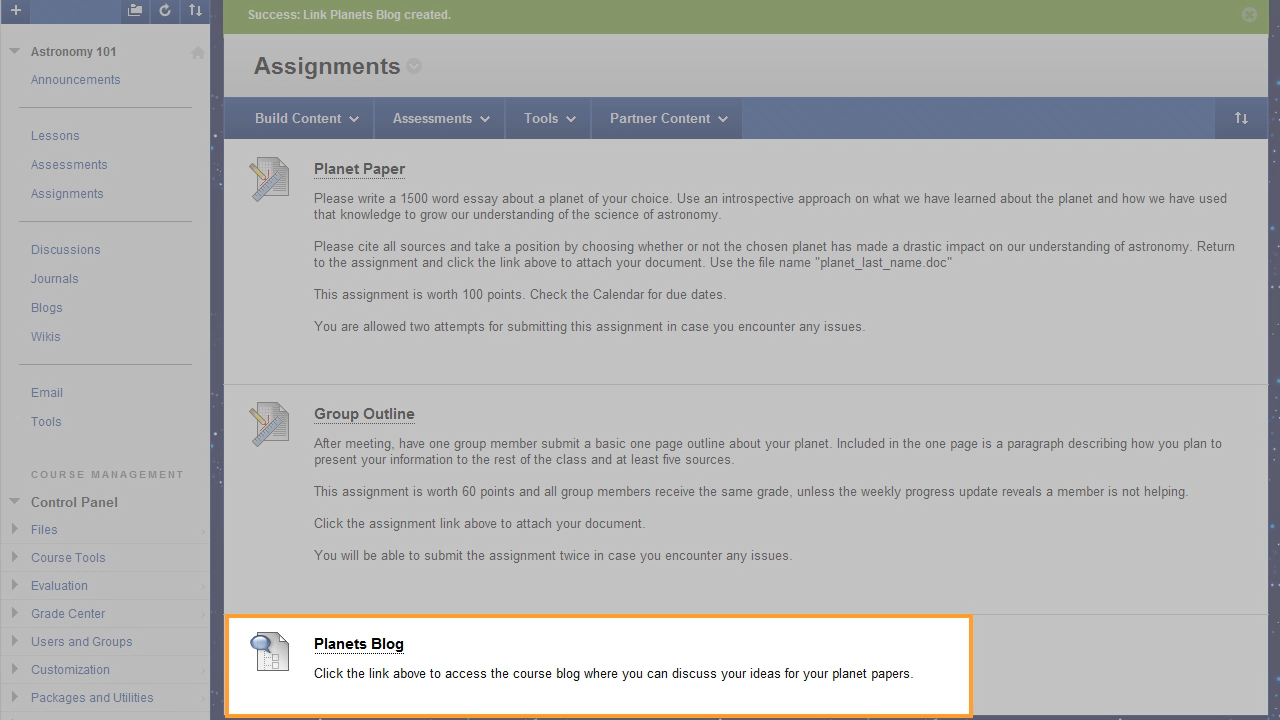 Success: Link Planets Blog created.
Astronomy 101
Announcements
Lessons
Assessments
Assignments
Discussions
Journals
Blogs
Wikis
Email
Tools
COURSE MANAGEMENT
Control Panel
Files
Course Tools
Evaluation
Grade Center
Users and Groups
Customization
Packages and Utilities
Assignments
Build Content
Assessments
Tools
Partner Content
Planet Paper
Please write a 1500 word essay about a planet of your choice. Use an introspective approach on what we have learned about the planet and how we have used
that knowledge to grow our understanding of the science of astronomy.
Please cite all sources and take a position by choosing whether or not the chosen planet has made a drastic impact on our understanding of astronomy. Return
to the assignment and click the link above to attach your document. Use the file name "planet_last_name.doc"
This assignment is worth 100 points. Check the Calendar for due dates.
You are allowed two attempts for submitting this assignment in case you encounter any issues.
Group Outline
After meeting, have one group member submit a basic one page outline about your planet. Included in the one page is a paragraph describing how you plan to
present your information to the rest of the class and at least five sources.
This assignment is worth 60 points and all group members receive the same grade, unless the weekly progress update reveals a member is not helping.
Click the assignment link above to attach your document.
You will be able to submit the assignment twice in case you encounter any issues.
Planets Blog
Click the link above to access the course blog where you can discuss your ideas for your planet papers.